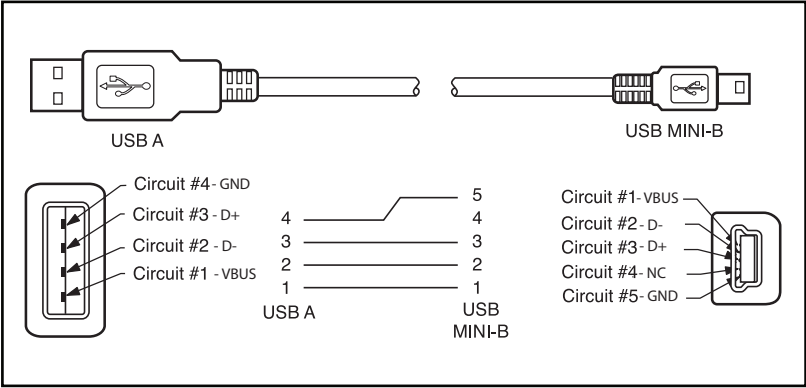 USB A
USB MINI-B
Circuit #4- GND
Circuit #3 - D+
Circuit #2 - D-
Circuit #1 - VBUS
4
3
2
1
USB A
5
4
3
2
1
USB
MINI-B
Circuit #1- VBUS
Circuit #2- D-
Circuit #3- D+
Circuit #4- NC
Circuit #5- GND